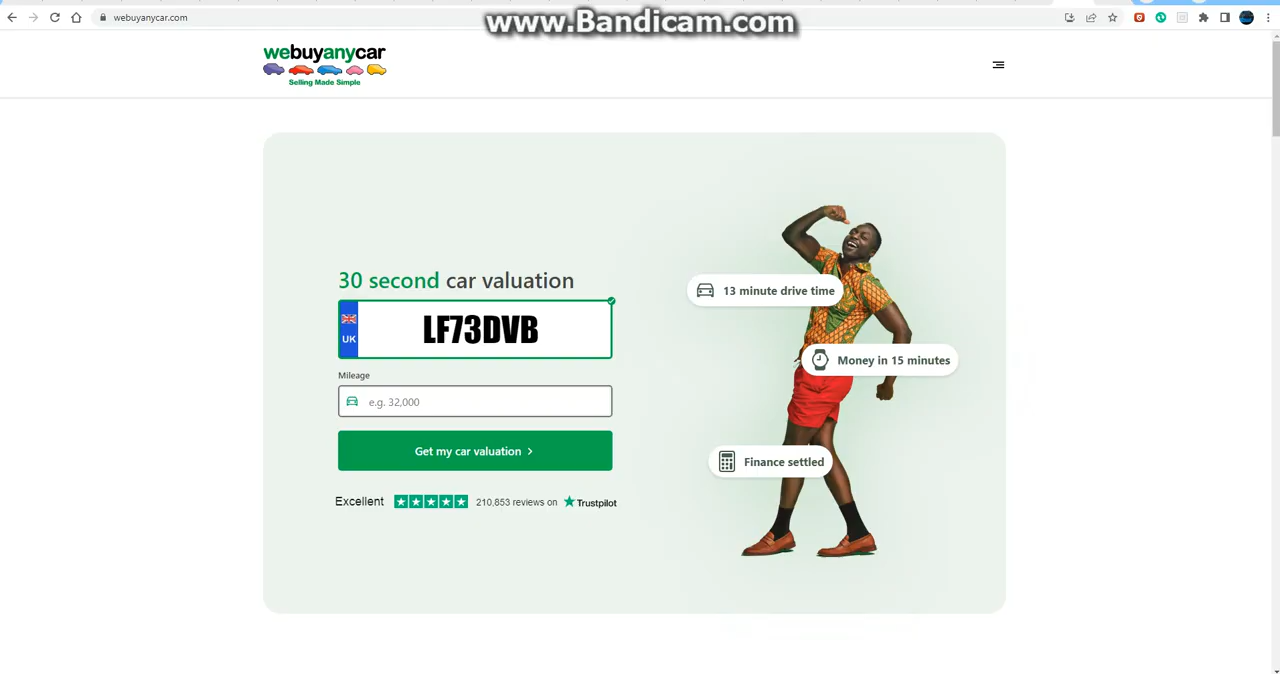 webuyanycar.com
www.Bandicam.com
webuyanycar
Selling Made Simple
30 second car valuation
UK
LF73DVB
Mileage
e.g. 32,000
Get my car valuation
Excellent
210,853 reviews on
Trustpilot
13 minute drive time
Money in 15 minutes
Finance settled